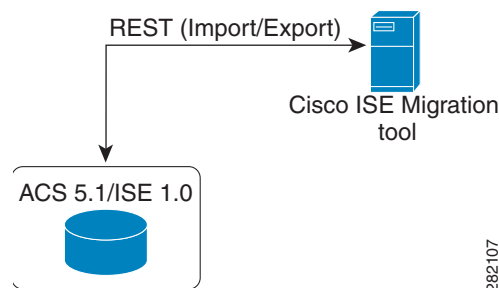 REST (Import/Export)
Cisco ISE Migration
tool
ACS 5.1/ISE 1.0
282107